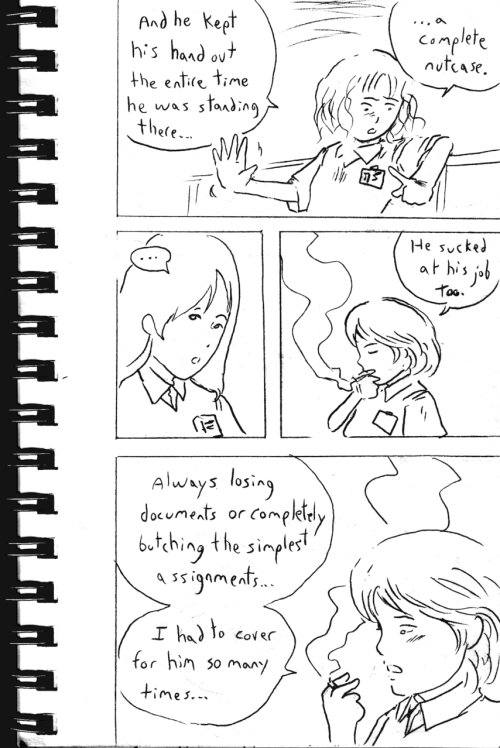 And he kept
his hand out
the entire time
he was standing
there...
...a
complete
nutcase.
...
He sucked
at his job
too.
Always losing
documents or completely
butching the simplest
assignments...
I had to cover
for him so many
times...